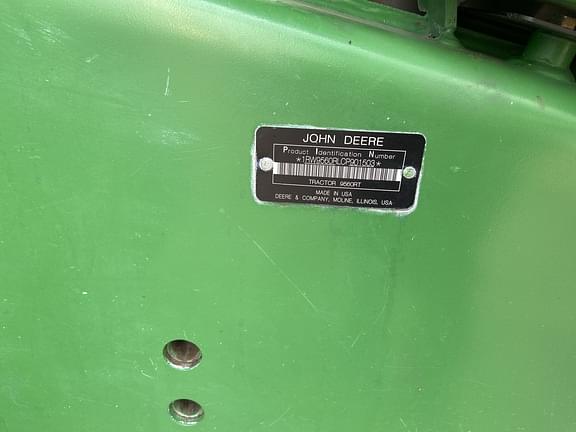 JOHN DEERE
Product Identification Number
*1RW9560RLCP901503*
TRACTOR 9560RT
MADE IN USA
DEERE & COMPANY, MOLINE, ILLINOIS, USA